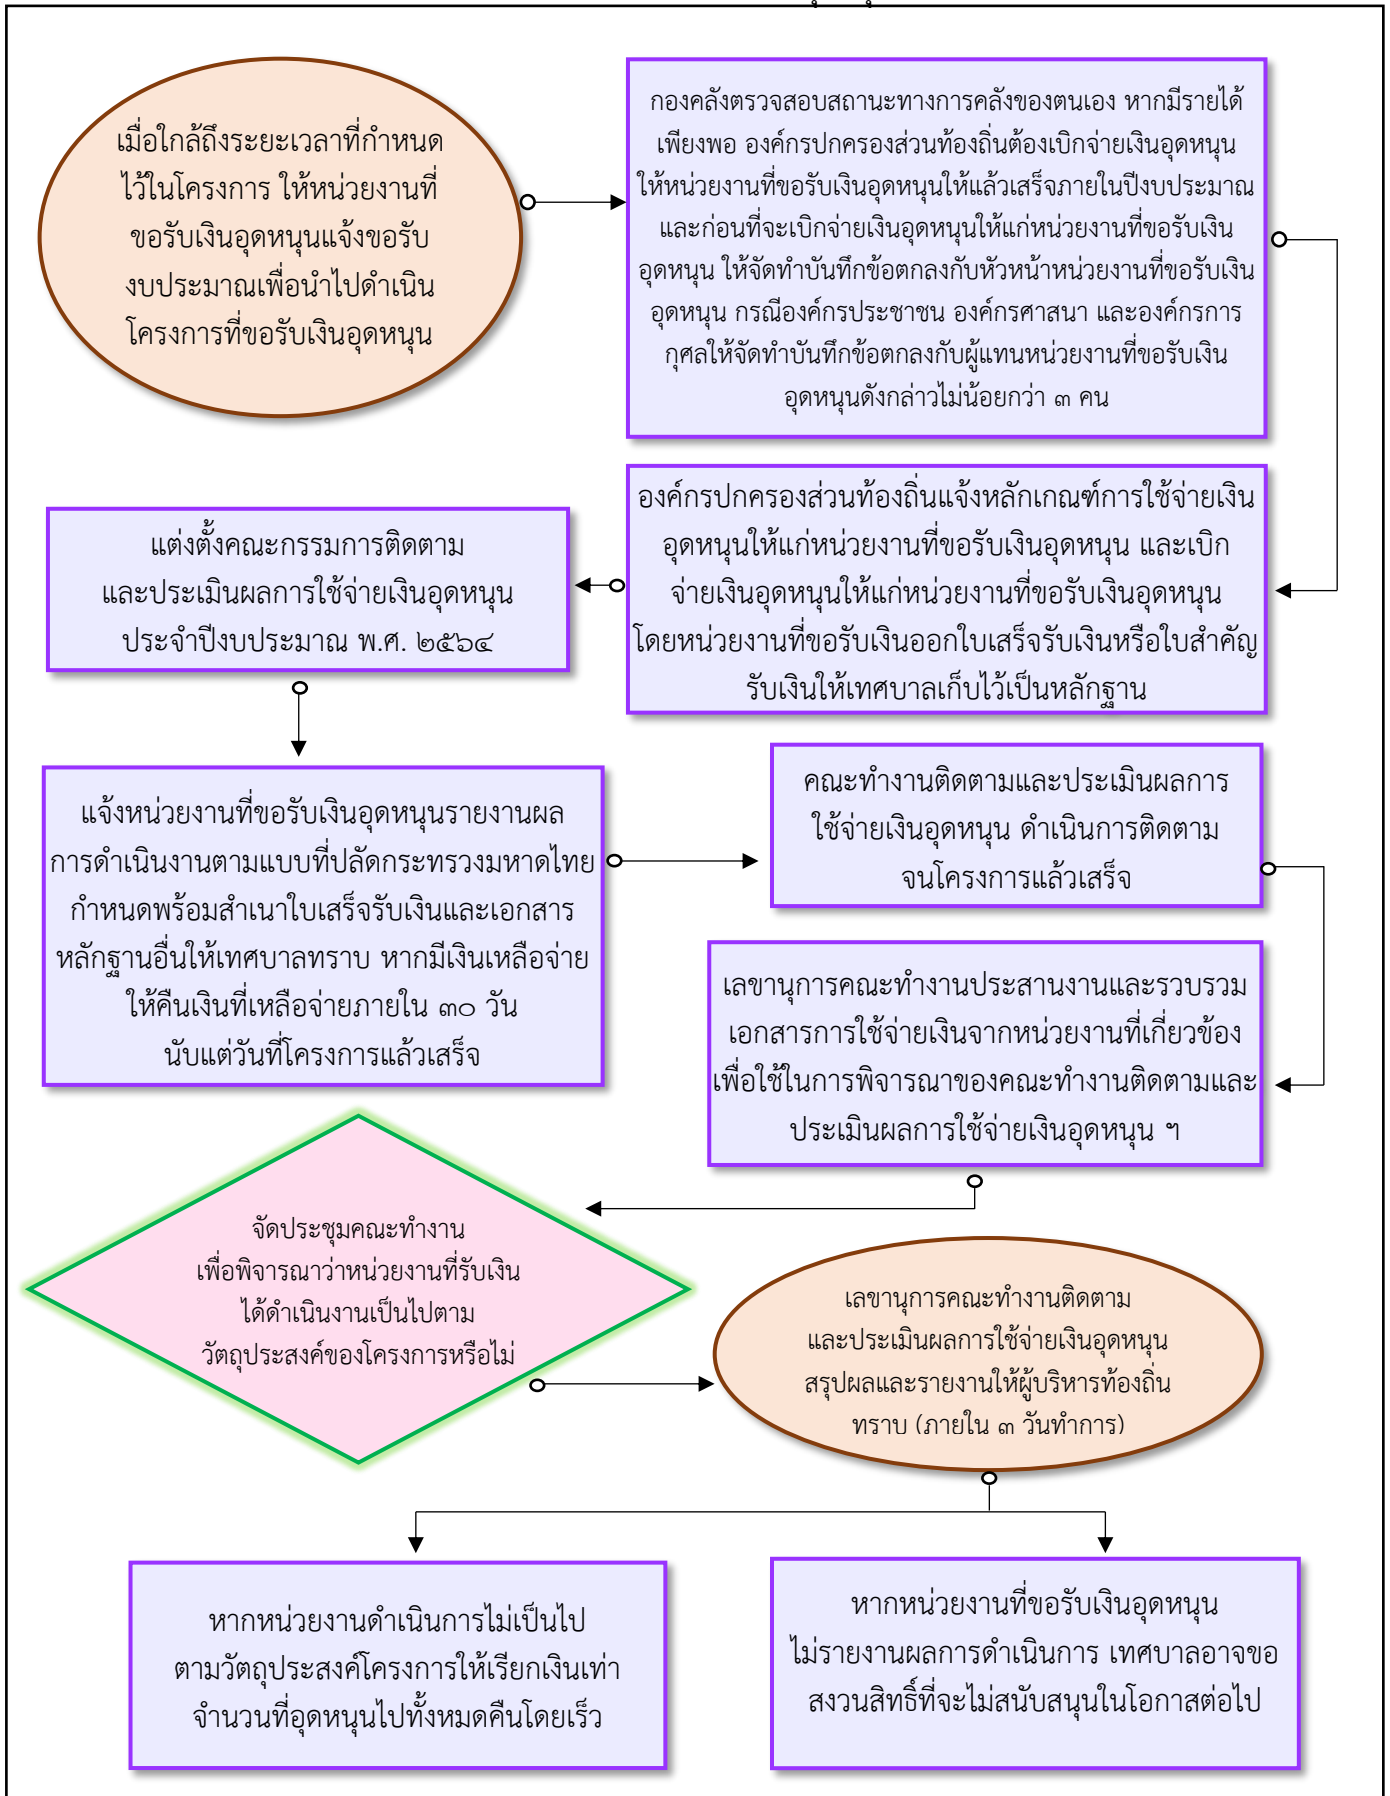 เมื่อใกล้ถึงระยะเวลาที่กำหนด
ไว้ในโครงการ ให้หน่วยงานที่
ขอรับเงินอุดหนุนแจ้งขอรับ
งบประมาณเพื่อนำไปดำเนิน
โครงการที่ขอรับเงินอุดหนุน
กองคลังตรวจสอบสถานะทางการคลังของตนเอง หากมีรายได้
เพียงพอ องค์กรปกครองส่วนท้องถิ่นต้องเบิกจ่ายเงินอุดหนุน
ให้หน่วยงานที่ขอรับเงินอุดหนุนให้แล้วเสร็จภายในปีงบประมาณ
และก่อนที่จะเบิกจ่ายเงินอุดหนุนให้แก่หน่วยงานที่ขอรับเงิน
อุดหนุน ให้จัดทำบันทึกข้อตกลงกับหัวหน้าหน่วยงานที่ขอรับเงิน
อุดหนุน กรณีองค์กรประชาชน องค์กรศาสนา และองค์กรการ
กุศลให้จัดทำบันทึกข้อตกลงกับผู้แทนหน่วยงานที่ขอรับเงิน
อุดหนุนดังกล่าวไม่น้อยกว่า ๓ คน
องค์กรปกครองส่วนท้องถิ่นแจ้งหลักเกณฑ์การใช้จ่ายเงิน
อุดหนุนให้แก่หน่วยงานที่ขอรับเงินอุดหนุน และเบิก
จ่ายเงินอุดหนุนให้แก่หน่วยงานที่ขอรับเงินอุดหนุน
โดยหน่วยงานที่ขอรับเงินออกใบเสร็จรับเงินหรือใบสำคัญ
รับเงินให้เทศบาลเก็บไว้เป็นหลักฐาน
แต่งตั้งคณะกรรมการติดตาม
และประเมินผลการใช้จ่ายเงินอุดหนุน
ประจำปีงบประมาณ พ.ศ. ๒๕๖๔
แจ้งหน่วยงานที่ขอรับเงินอุดหนุนรายงานผล
การดำเนินงานตามแบบที่ปลัดกระทรวงมหาดไทย
กำหนดพร้อมสำเนาใบเสร็จรับเงินและเอกสาร
หลักฐานอื่นให้เทศบาลทราบ หากมีเงินเหลือจ่าย
ให้คืนเงินที่เหลือจ่ายภายใน ๓๐ วัน
นับแต่วันที่โครงการแล้วเสร็จ
คณะทำงานติดตามและประเมินผลการ
ใช้จ่ายเงินอุดหนุน ดำเนินการติดตาม
จนโครงการแล้วเสร็จ
เลขานุการคณะทำงานประสานงานและรวบรวม
เอกสารการใช้จ่ายเงินจากหน่วยงานที่เกี่ยวข้อง
เพื่อใช้ในการพิจารณาของคณะทำงานติดตามและ
ประเมินผลการใช้จ่ายเงินอุดหนุน ฯ
จัดประชุมคณะทำงาน
เพื่อพิจารณาว่าหน่วยงานที่รับเงิน
ได้ดำเนินงานเป็นไปตาม
วัตถุประสงค์ของโครงการหรือไม่
เลขานุการคณะทำงานติดตาม
และประเมินผลการใช้จ่ายเงินอุดหนุน
สรุปผลและรายงานให้ผู้บริหารท้องถิ่น
ทราบ (ภายใน ๓ วันทำการ)
หากหน่วยงานดำเนินการไม่เป็นไป
ตามวัตถุประสงค์โครงการให้เรียกเงินเท่า
จำนวนที่อุดหนุนไปทั้งหมดคืนโดยเร็ว
หากหน่วยงานที่ขอรับเงินอุดหนุน
ไม่รายงานผลการดำเนินการ เทศบาลอาจขอ
สงวนสิทธิ์ที่จะไม่สนับสนุนในโอกาสต่อไป